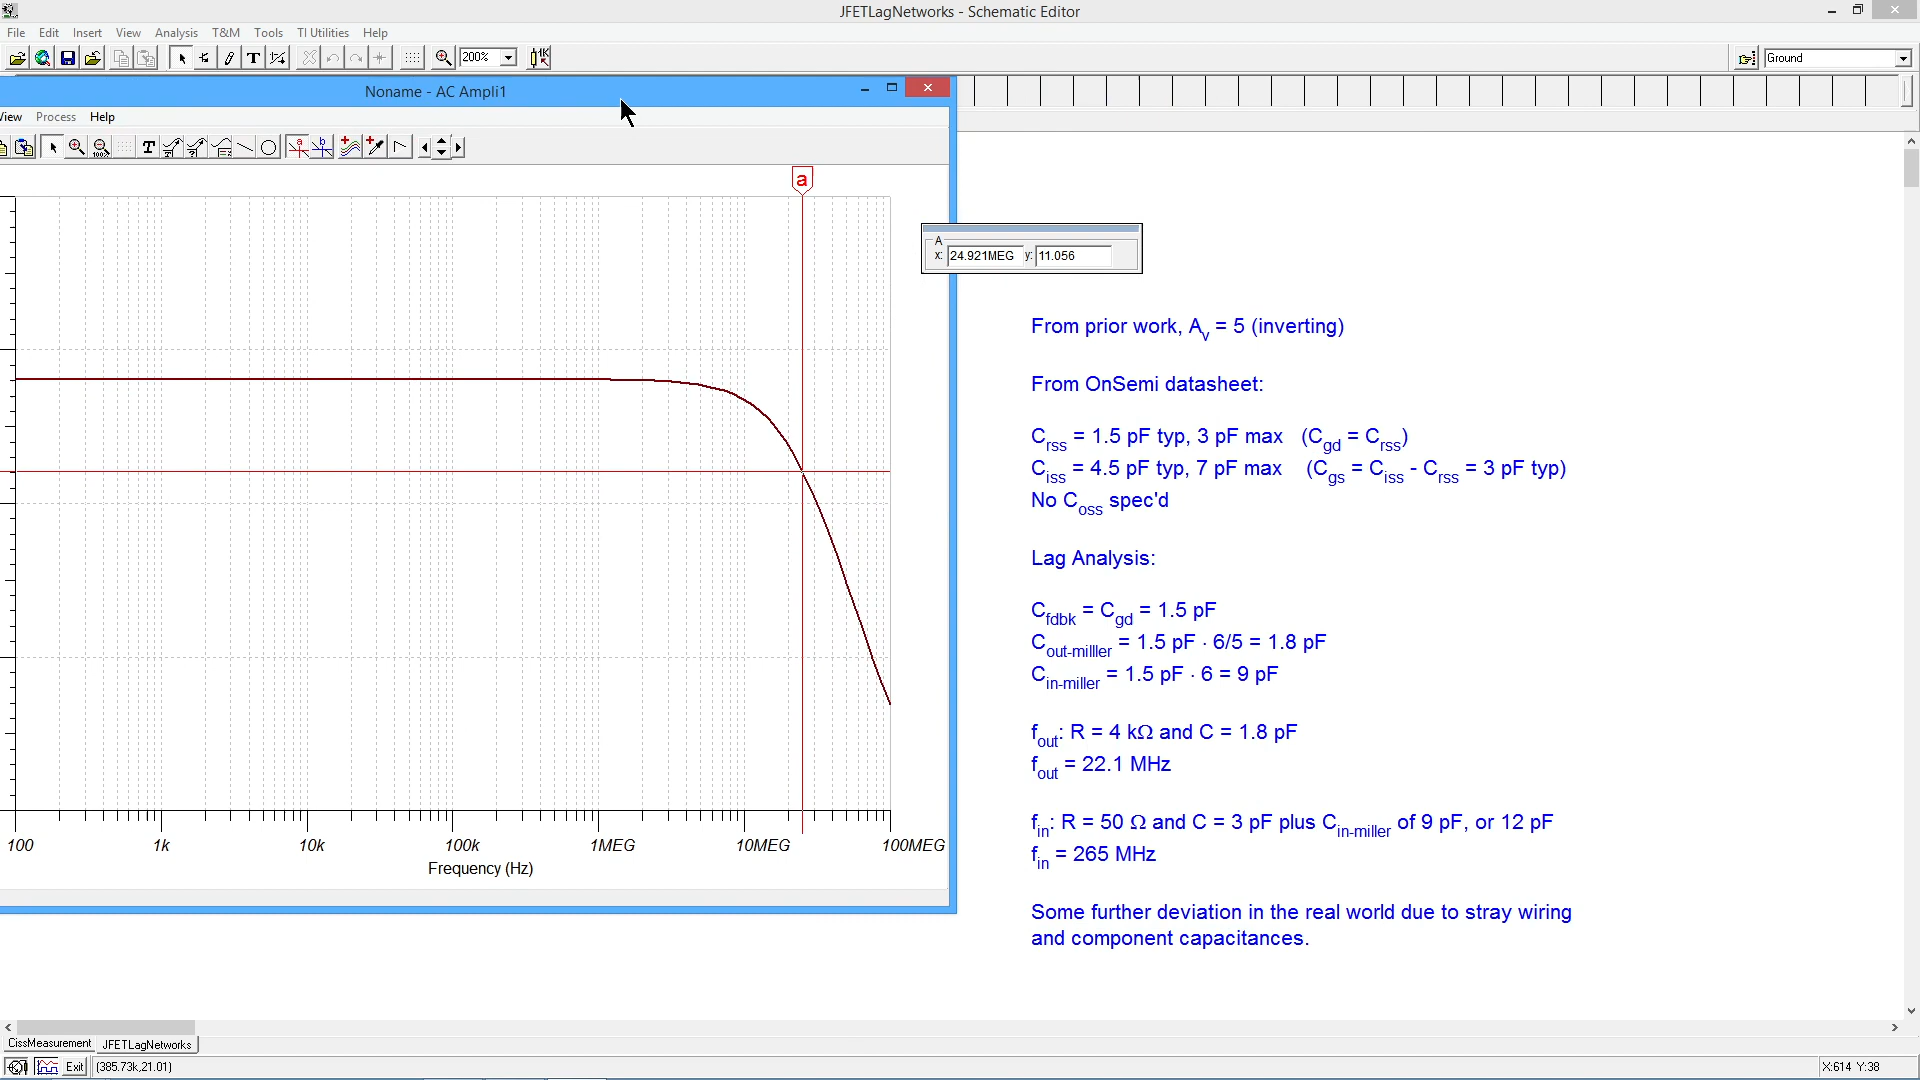 JFETLagNetworks - Schematic Editor
File Edit Insert View Analysis T&M Tools TI Utilities Help
200%
Ground
Noname - AC Ampli1
View Process Help
a
A
x: 24.921MEG y: 11.056
From prior work, Av = 5 (inverting)
From OnSemi datasheet:
Crss = 1.5 pF typ, 3 pF max (Cgd = Crss)
Ciss = 4.5 pF typ, 7 pF max (Cgs = Ciss - Crss = 3 pF typ)
No Coss spec'd
Lag Analysis:
Cfdbk = Cgd = 1.5 pF
Cout-milller = 1.5 pF · 6/5 = 1.8 pF
Cin-miller = 1.5 pF · 6 = 9 pF
fout: R = 4 kΩ and C = 1.8 pF
fout = 22.1 MHz
fin: R = 50 Ω and C = 3 pF plus Cin-miller of 9 pF, or 12 pF
fin = 265 MHz
Some further deviation in the real world due to stray wiring
and component capacitances.
100 1k 10k 100k 1MEG 10MEG 100MEG
Frequency (Hz)
CissMeasurement JFETLagNetworks
Exit (385.73k,21.01)
X:614 Y:38